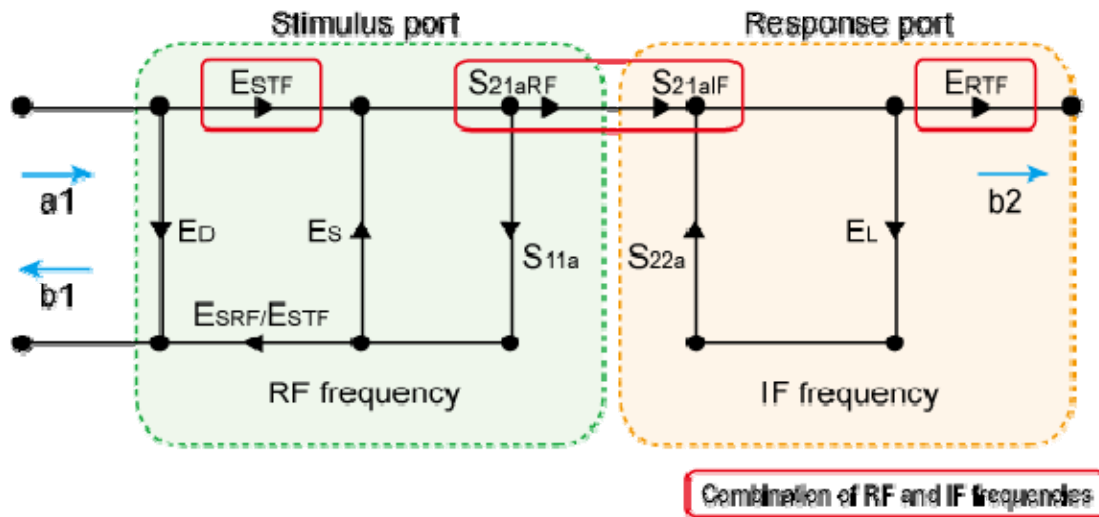 Stimulus port
Response port
ESTF
S21aRF
S21aIF
ERTF
a1
b1
ED
ES
S11a
S22a
EL
b2
ESRF/ESTF
RF frequency
IF frequency
Combination of RF and IF frequencies